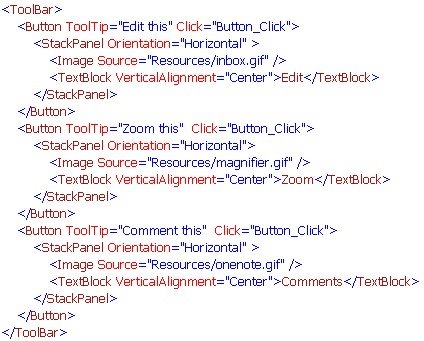 <ToolBar>
<Button ToolTip="Edit this" Click="Button_Click">
<StackPanel Orientation="Horizontal" >
<Image Source="Resources/inbox.gif" />
<TextBlock VerticalAlignment="Center">Edit</TextBlock>
</StackPanel>
</Button>
<Button ToolTip="Zoom this"  Click="Button_Click">
<StackPanel Orientation="Horizontal">
<Image Source="Resources/magnifier.gif" />
<TextBlock VerticalAlignment="Center">Zoom</TextBlock>
</StackPanel>
</Button>
<Button ToolTip="Comment this"  Click="Button_Click">
<StackPanel Orientation="Horizontal" >
<Image Source="Resources/onenote.gif" />
<TextBlock VerticalAlignment="Center">Comments</TextBlock>
</StackPanel>
</Button>
</ToolBar>